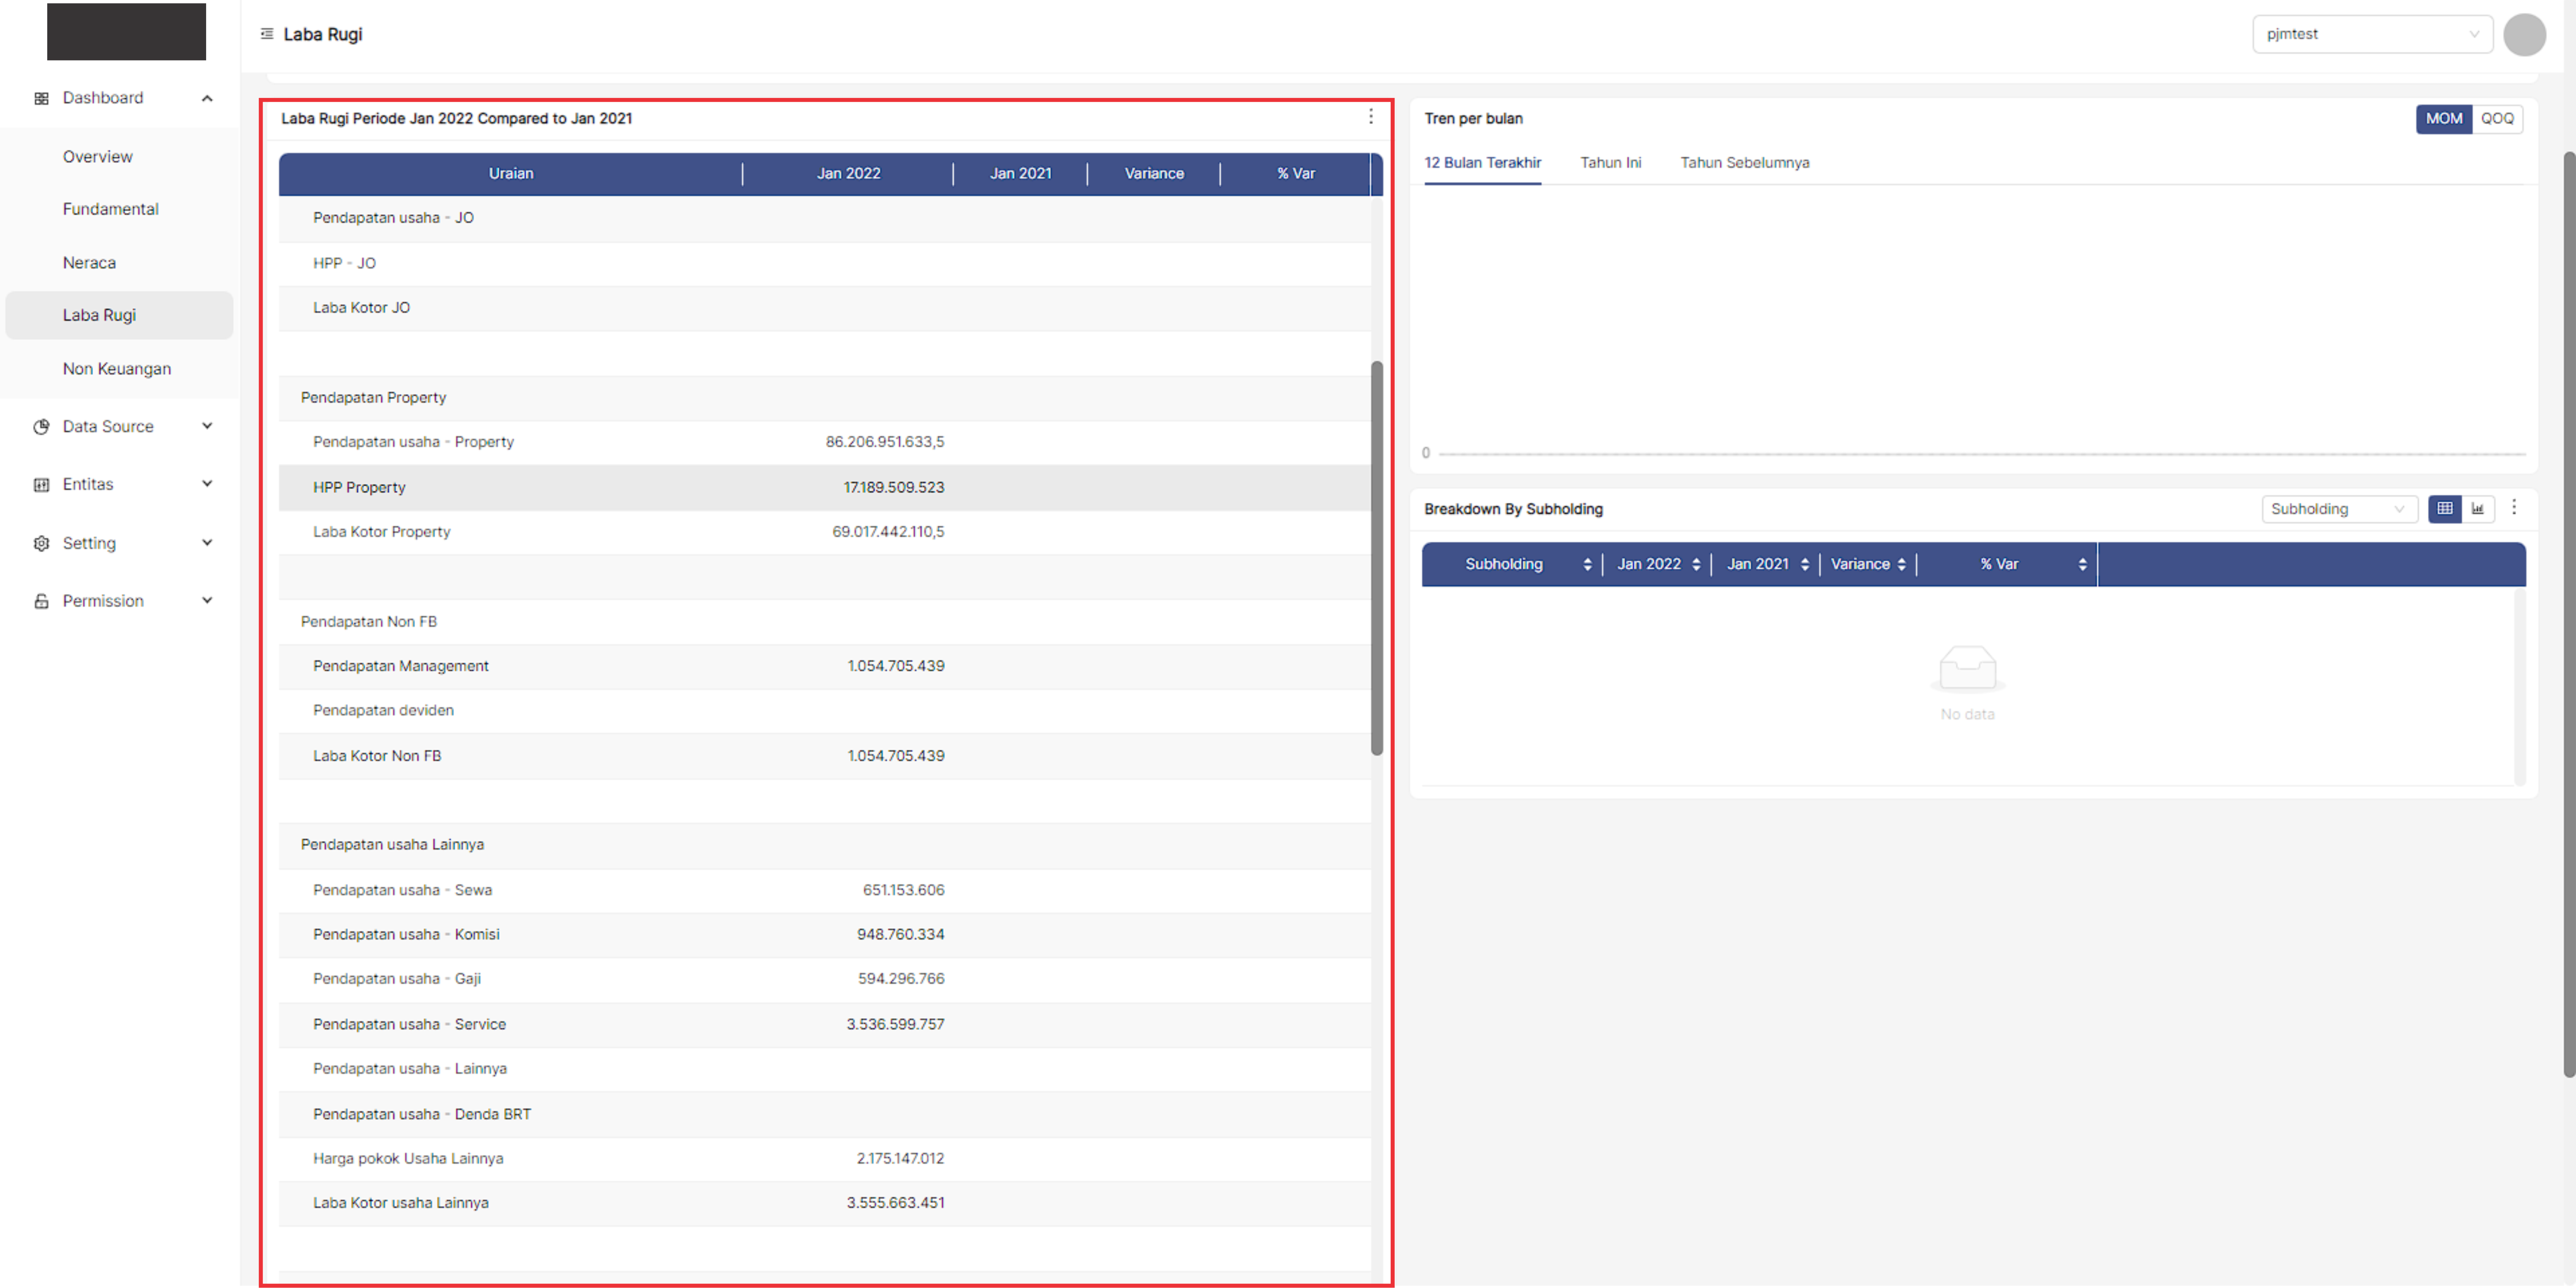 Laba Rugi
pjmtest
Dashboard
Overview
Fundamental
Neraca
Laba Rugi
Non Keuangan
Data Source
Entitas
Setting
Permission
Laba Rugi Periode Jan 2022 Compared to Jan 2021
Uraian Jan 2022 Jan 2021 Variance % Var
Pendapatan usaha - JO
HPP - JO
Laba Kotor JO
Pendapatan Property
Pendapatan usaha - Property 86.206.951.633,5
HPP Property 17.189.509.523
Laba Kotor Property 69.017.442.110,5
Pendapatan Non FB
Pendapatan Management 1.054.705.439
Pendapatan deviden
Laba Kotor Non FB 1.054.705.439
Pendapatan usaha Lainnya
Pendapatan usaha - Sewa 651.153.606
Pendapatan usaha - Komisi 948.760.334
Pendapatan usaha - Gaji 594.296.766
Pendapatan usaha - Service 3.536.599.757
Pendapatan usaha - Lainnya
Pendapatan usaha - Denda BRT
Harga pokok Usaha Lainnya 2.175.147.012
Laba Kotor usaha Lainnya 3.555.663.451
Tren per bulan MOM QOQ
12 Bulan Terakhir Tahun Ini Tahun Sebelumnya
0
Breakdown By Subholding Subholding
Subholding Jan 2022 Jan 2021 Variance % Var
No data